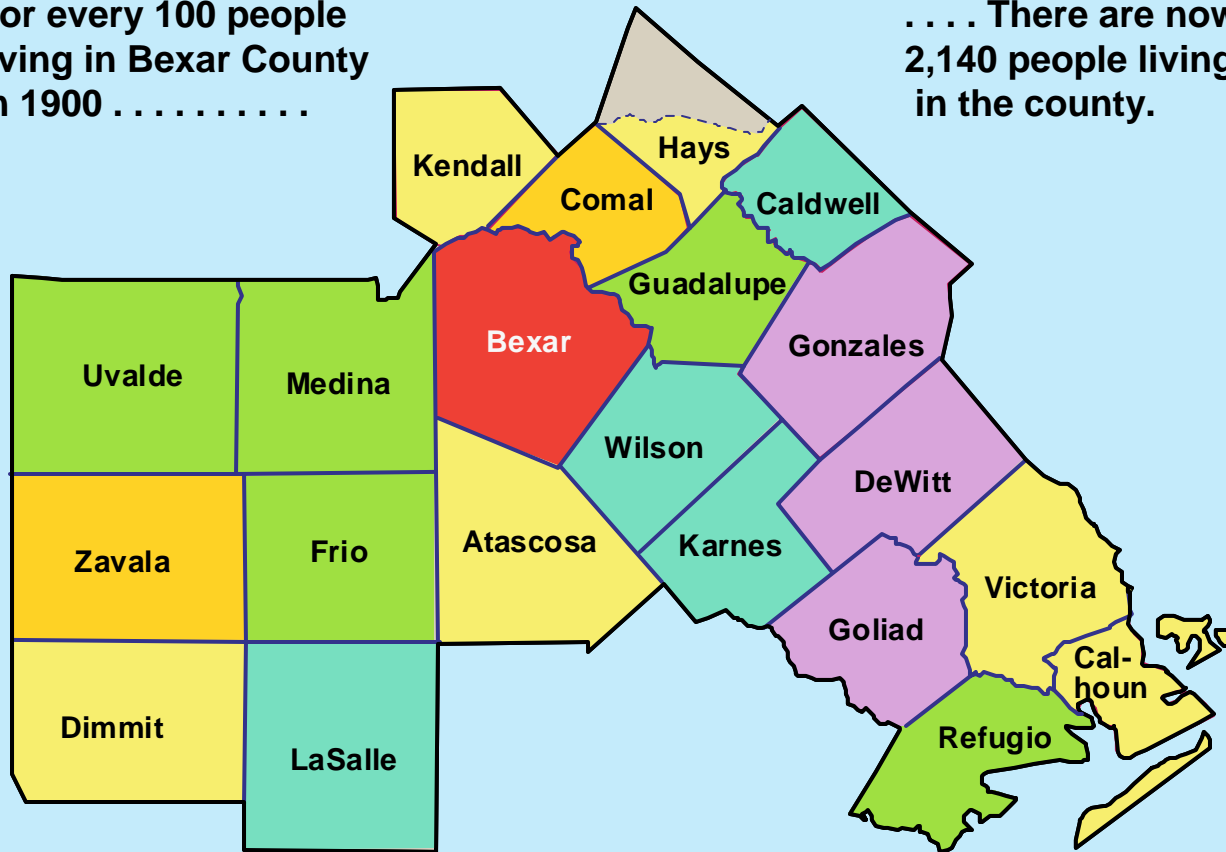 or every 100 people
ving in Bexar County
n 1900 . . . . . . . . . .
. . . . There are now
2,140 people living
in the county.
Kendall
Hays
Comal
Caldwell
Guadalupe
Bexar
Gonzales
Uvalde
Medina
Wilson
DeWitt
Zavala
Frio
Atascosa
Karnes
Victoria
Goliad
Cal-
houn
Dimmit
LaSalle
Refugio